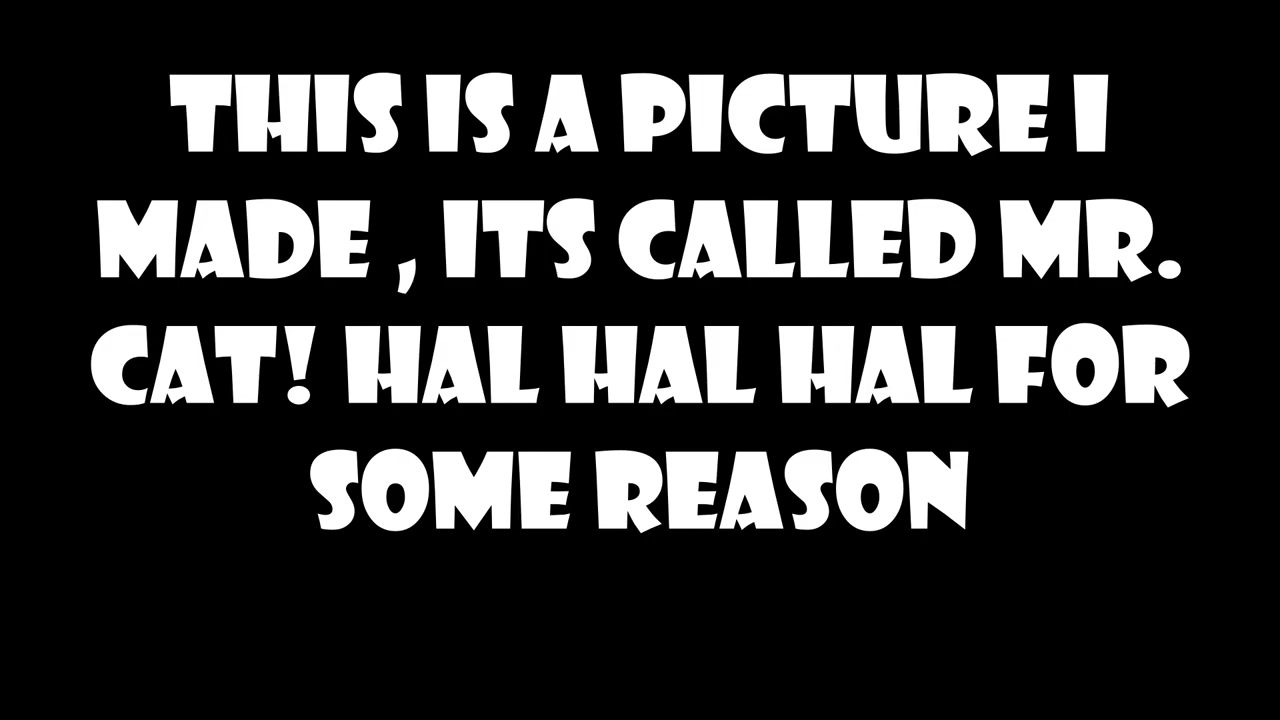 THIS IS A PICTURE I
MADE , ITS CALLED MR.
CAT! HAL HAL HAL FOR
SOME REASON